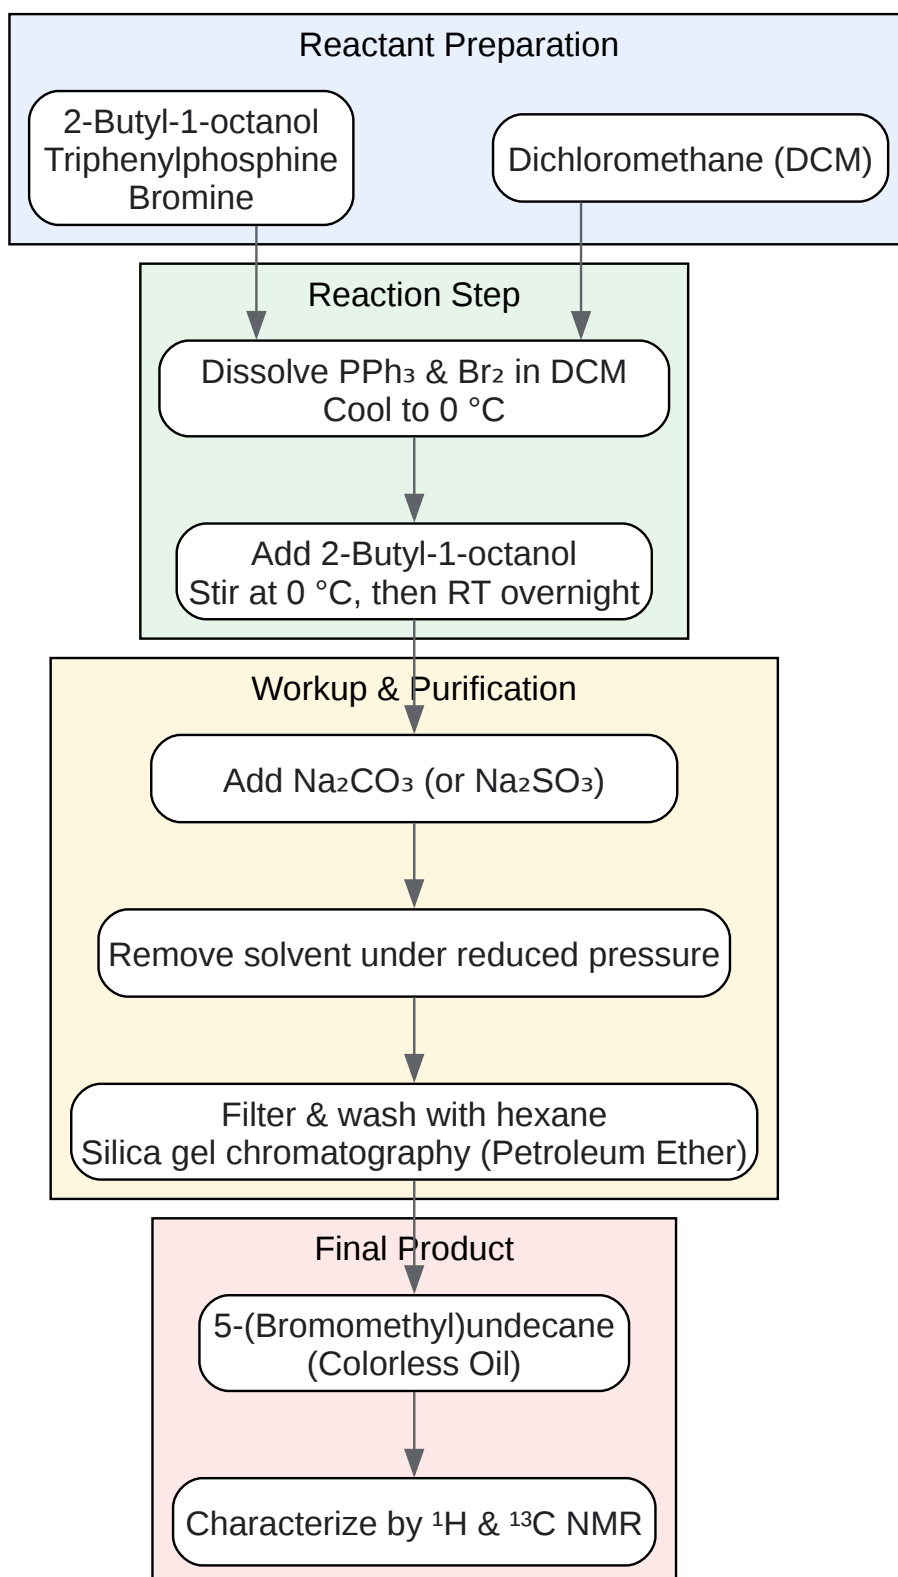 Reactant Preparation
2-Butyl-1-octanol
Triphenylphosphine
Bromine
Dichloromethane (DCM)
Reaction Step
Dissolve PPh₃ & Br₂ in DCM
Cool to 0 °C
Add 2-Butyl-1-octanol
Stir at 0 °C, then RT overnight
Workup & Purification
Add Na₂CO₃ (or Na₂SO₃)
Remove solvent under reduced pressure
Filter & wash with hexane
Silica gel chromatography (Petroleum Ether)
Final Product
5-(Bromomethyl)undecane
(Colorless Oil)
Characterize by ¹H & ¹³C NMR